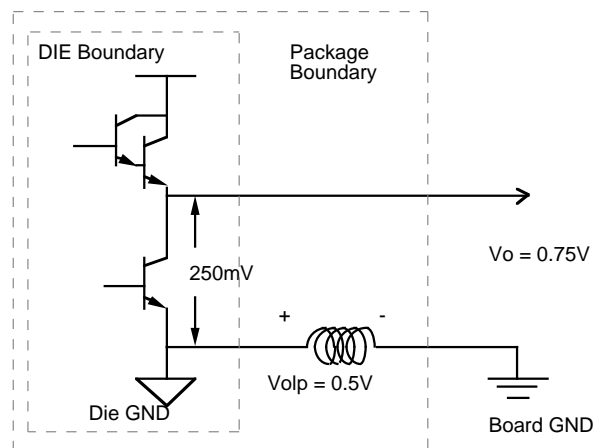 DIE Boundary
Package
Boundary
250mV
Vo = 0.75V
+ -
Volp = 0.5V
Die GND
Board GND